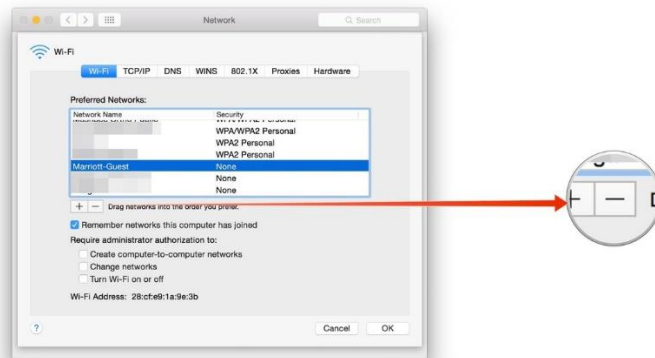 Network
Search
Wi-Fi
Wi-Fi TCP/IP DNS WINS 802.1X Proxies Hardware
Preferred Networks:
Network Name Security
WPA/WPA2 Personal
WPA2 Personal
WPA2 Personal
Marriott-Guest None
None
None
+ − Drag networks into the order you prefer.
Remember networks this computer has joined
Require administrator authorization to:
Create computer-to-computer networks
Change networks
Turn Wi-Fi on or off
Wi-Fi Address: 28:cf:e9:1a:9e:3b
? Cancel OK